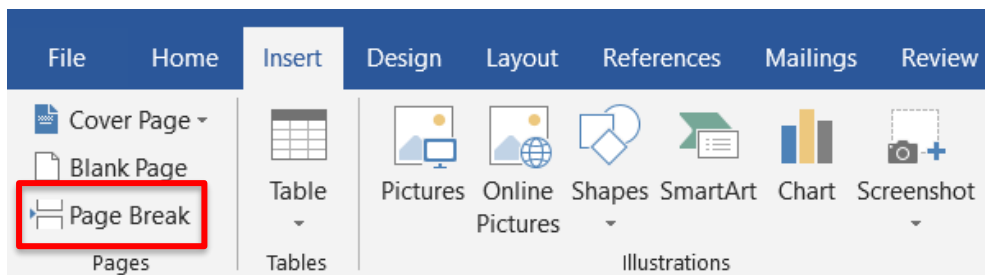 File Home Insert Design Layout References Mailings Review
Cover Page
Blank Page
Page Break
Pages
Table
Tables
Pictures
Online
Pictures
Shapes
SmartArt
Chart
Screenshot
Illustrations